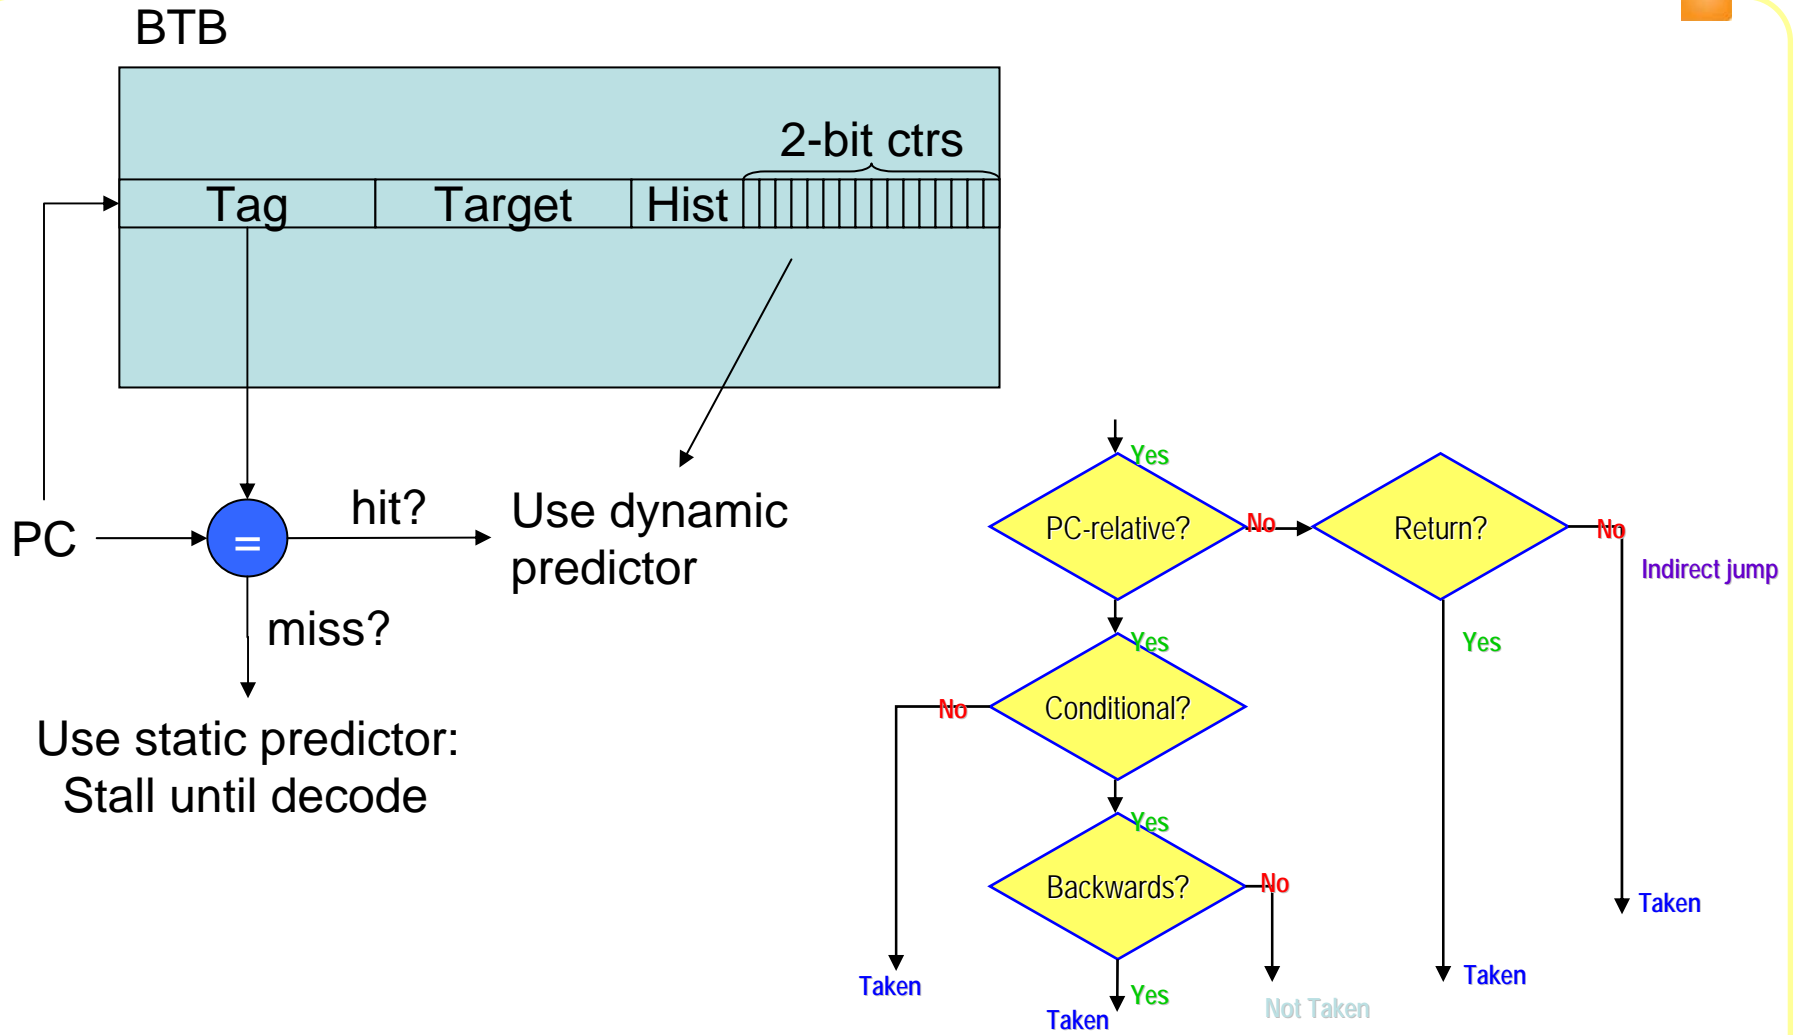 BTB
2-bit ctrs
Tag
Target
Hist
PC
=
hit?
Use dynamic
predictor
miss?
Use static predictor:
Stall until decode
Yes
PC-relative?
No
Return?
No
Indirect jump
Yes
Yes
Conditional?
No
Yes
Backwards?
No
Taken
Taken
Taken
Yes
Not Taken
Taken